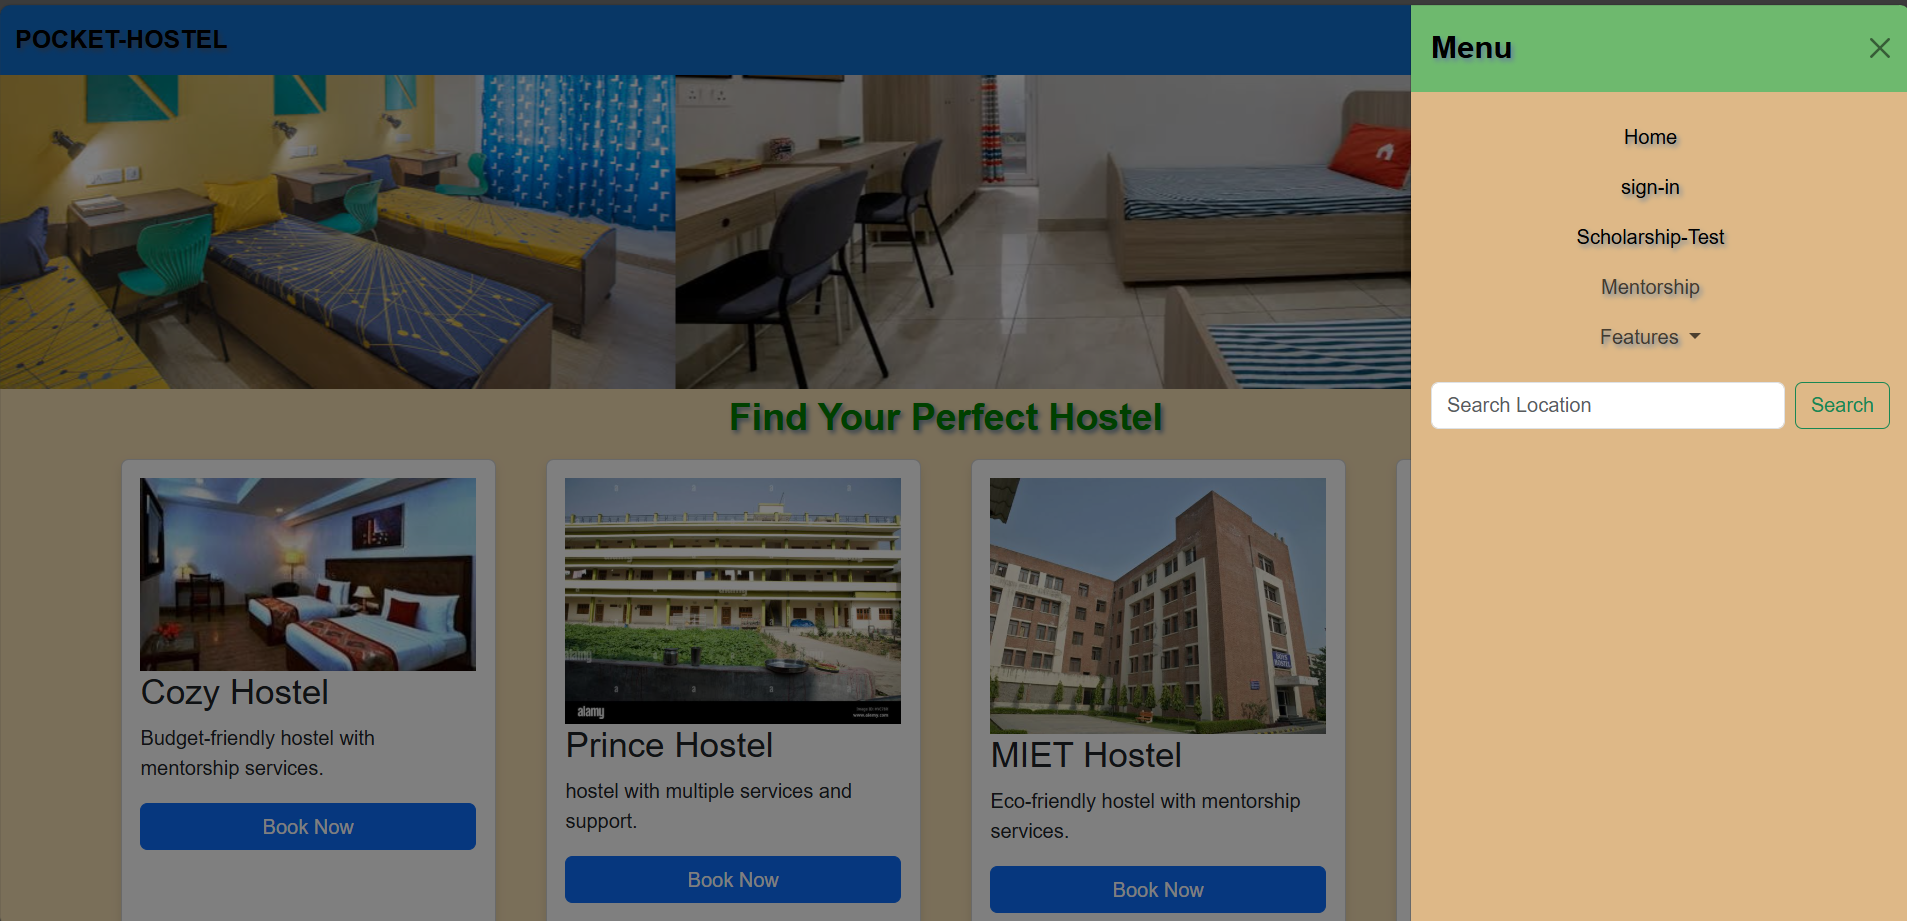 POCKET-HOSTEL
Menu
Home
sign-in
Scholarship-Test
Mentorship
Features
Search Location
Search
Find Your Perfect Hostel
Cozy Hostel
Budget-friendly hostel with
mentorship services.
Book Now
alamy
Prince Hostel
hostel with multiple services and
support.
Book Now
BOYS
HOSTEL
MIET Hostel
Eco-friendly hostel with mentorship
services.
Book Now